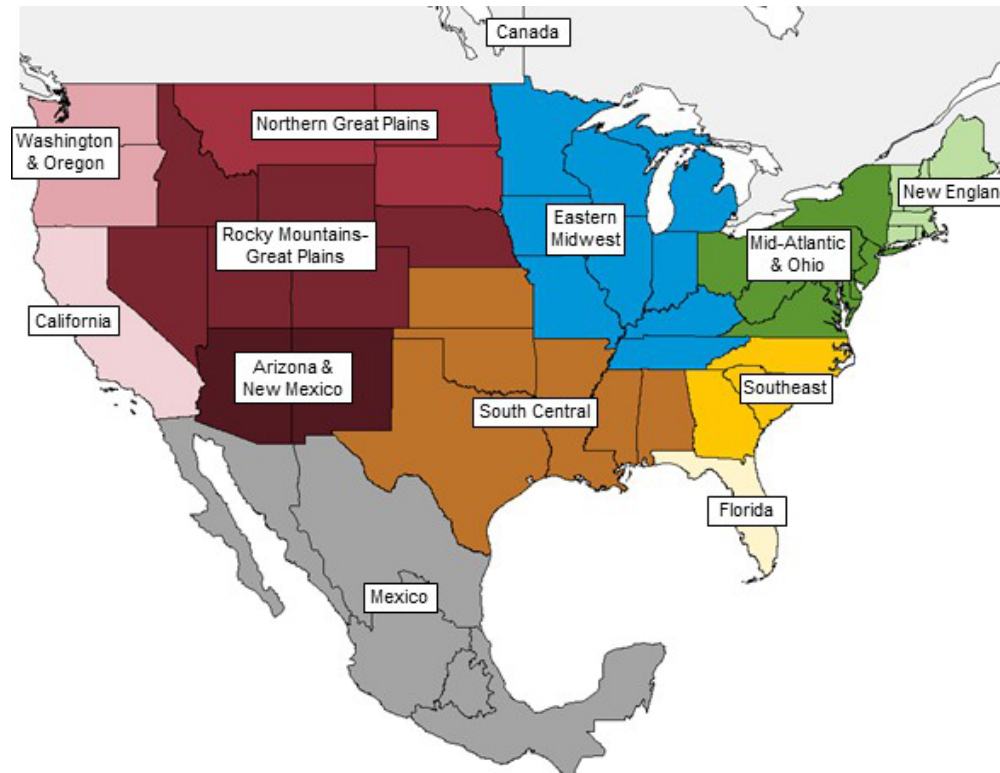 Canada
Northern Great Plains
Washington
& Oregon
New Englan
Eastern
Midwest
Rocky Mountains-
Great Plains
Mid-Atlantic
& Ohio
California
Arizona &
New Mexico
Southeast
South Central
Florida
Mexico